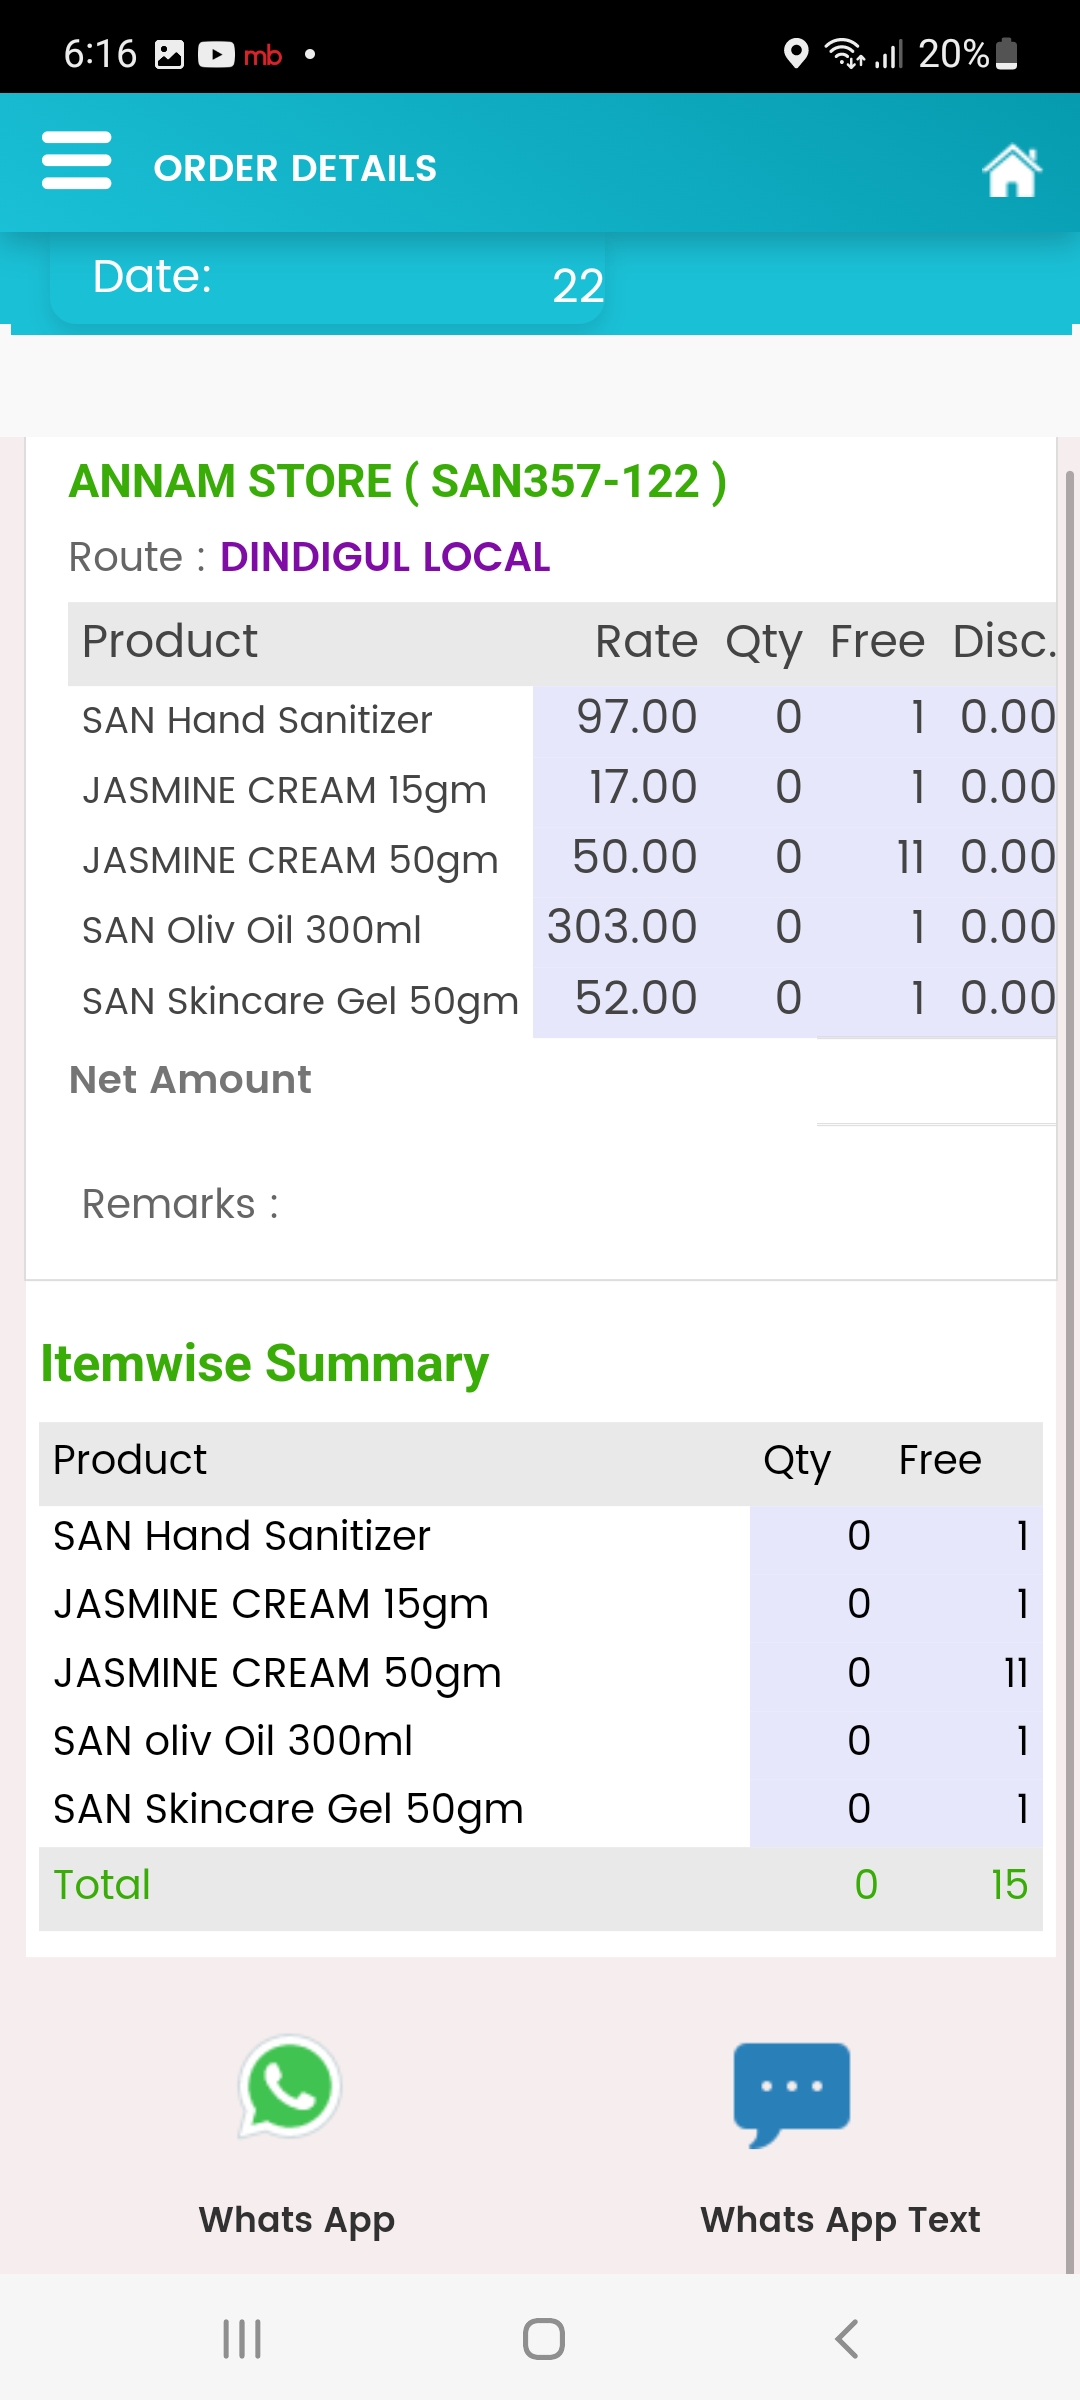 6:16 mb 20%
ORDER DETAILS
Date: 22
ANNAM STORE ( SAN357-122 )
Route : DINDIGUL LOCAL
Product Rate Qty Free Disc.
SAN Hand Sanitizer 97.00 0 1 0.00
JASMINE CREAM 15gm 17.00 0 1 0.00
JASMINE CREAM 50gm 50.00 0 11 0.00
SAN Oliv Oil 300ml 303.00 0 1 0.00
SAN Skincare Gel 50gm 52.00 0 1 0.00
Net Amount
Remarks :
Itemwise Summary
Product Qty Free
SAN Hand Sanitizer 0 1
JASMINE CREAM 15gm 0 1
JASMINE CREAM 50gm 0 11
SAN oliv Oil 300ml 0 1
SAN Skincare Gel 50gm 0 1
Total 0 15
Whats App Whats App Text